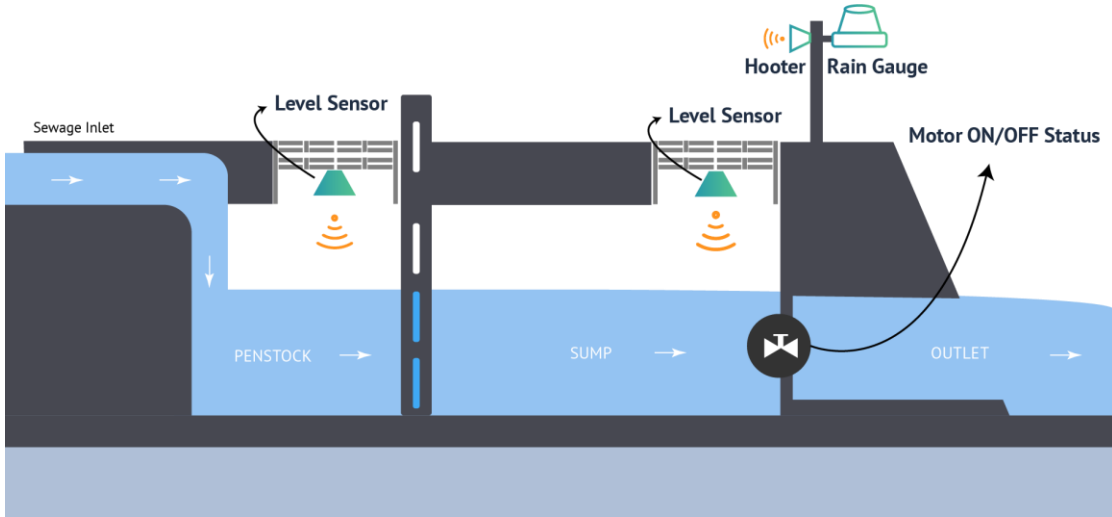 Hooter
Rain Gauge
Level Sensor
Level Sensor
Sewage Inlet
Motor ON/OFF Status
PENSTOCK
SUMP
OUTLET